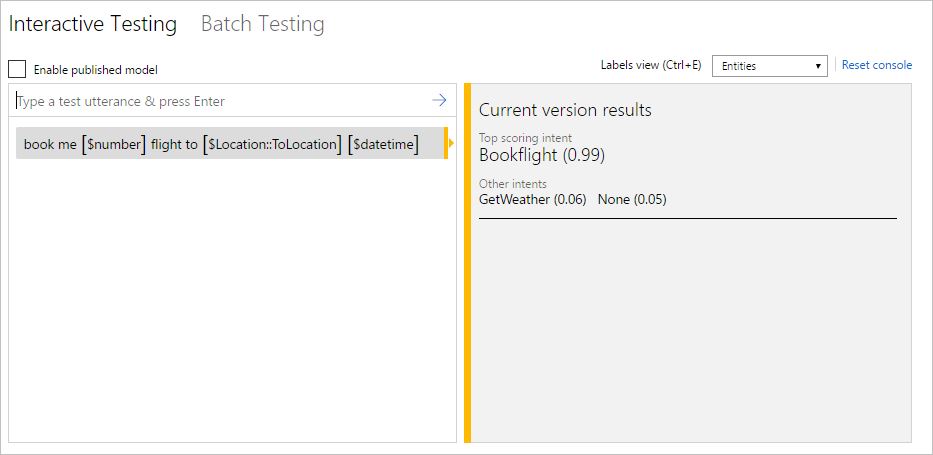 Interactive Testing Batch Testing
Enable published model
Labels view (Ctrl+E) Entities Reset console
Type a test utterance & press Enter
book me [$number] flight to [$Location::ToLocation] [$datetime]
Current version results
Top scoring intent
Bookflight (0.99)
Other intents
GetWeather (0.06) None (0.05)